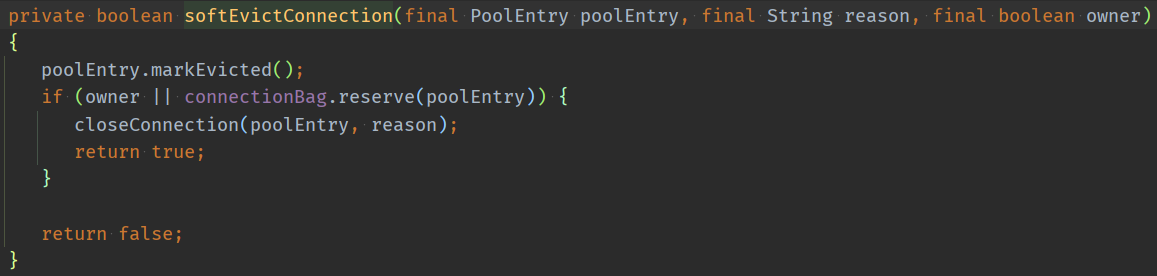 private boolean softEvictConnection(final PoolEntry poolEntry, final String reason, final boolean owner)
{
   poolEntry.markEvicted();
   if (owner || connectionBag.reserve(poolEntry)) {
      closeConnection(poolEntry, reason);
      return true;
   }

   return false;
}